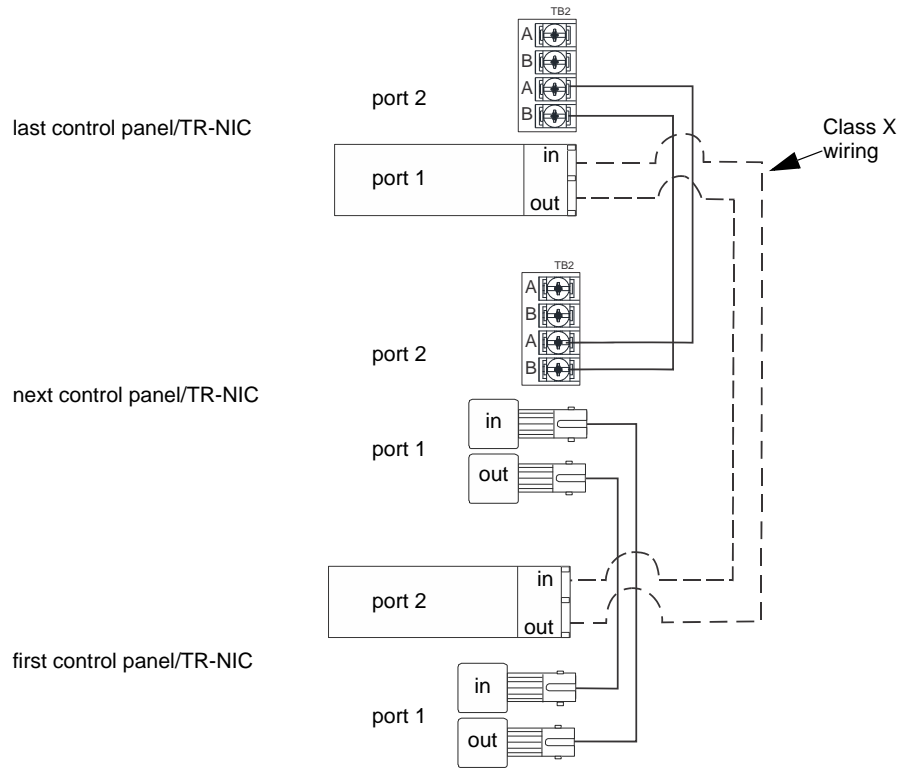 TB2
A
B
A
B
port 2
last control panel/TR-NIC
in
port 1
out
Class X
wiring
TB2
A
B
A
B
port 2
next control panel/TR-NIC
in
port 1
out
in
port 2
out
first control panel/TR-NIC
in
port 1
out